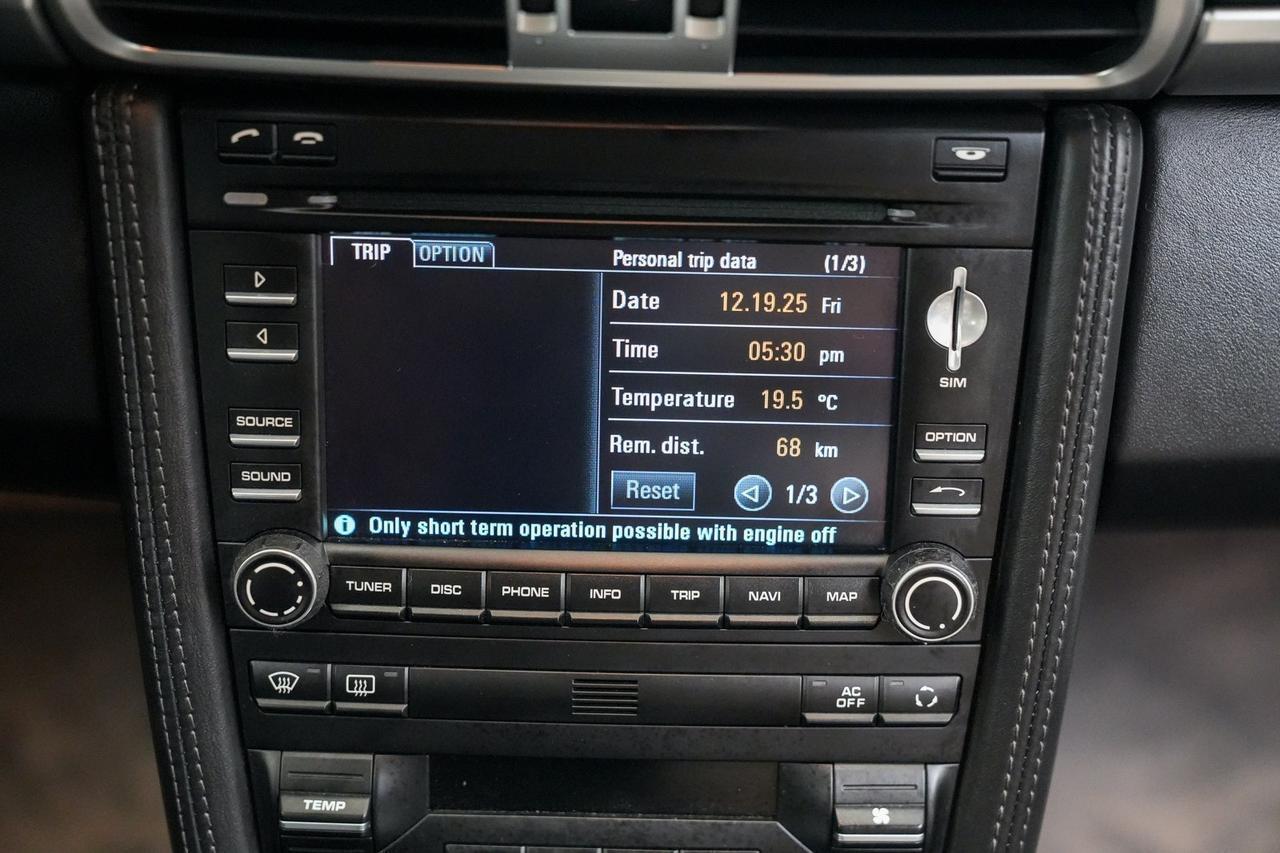 TRIP OPTION Personal trip data (1/3)
Date 12.19.25 Fri
Time 05:30 pm
SIM
Temperature 19.5 °C
SOURCE
OPTION
Rem. dist. 68 km
SOUND
Reset 1/3
Only short term operation possible with engine off
TUNER DISC PHONE INFO TRIP NAVI MAP
AC
OFF
TEMP